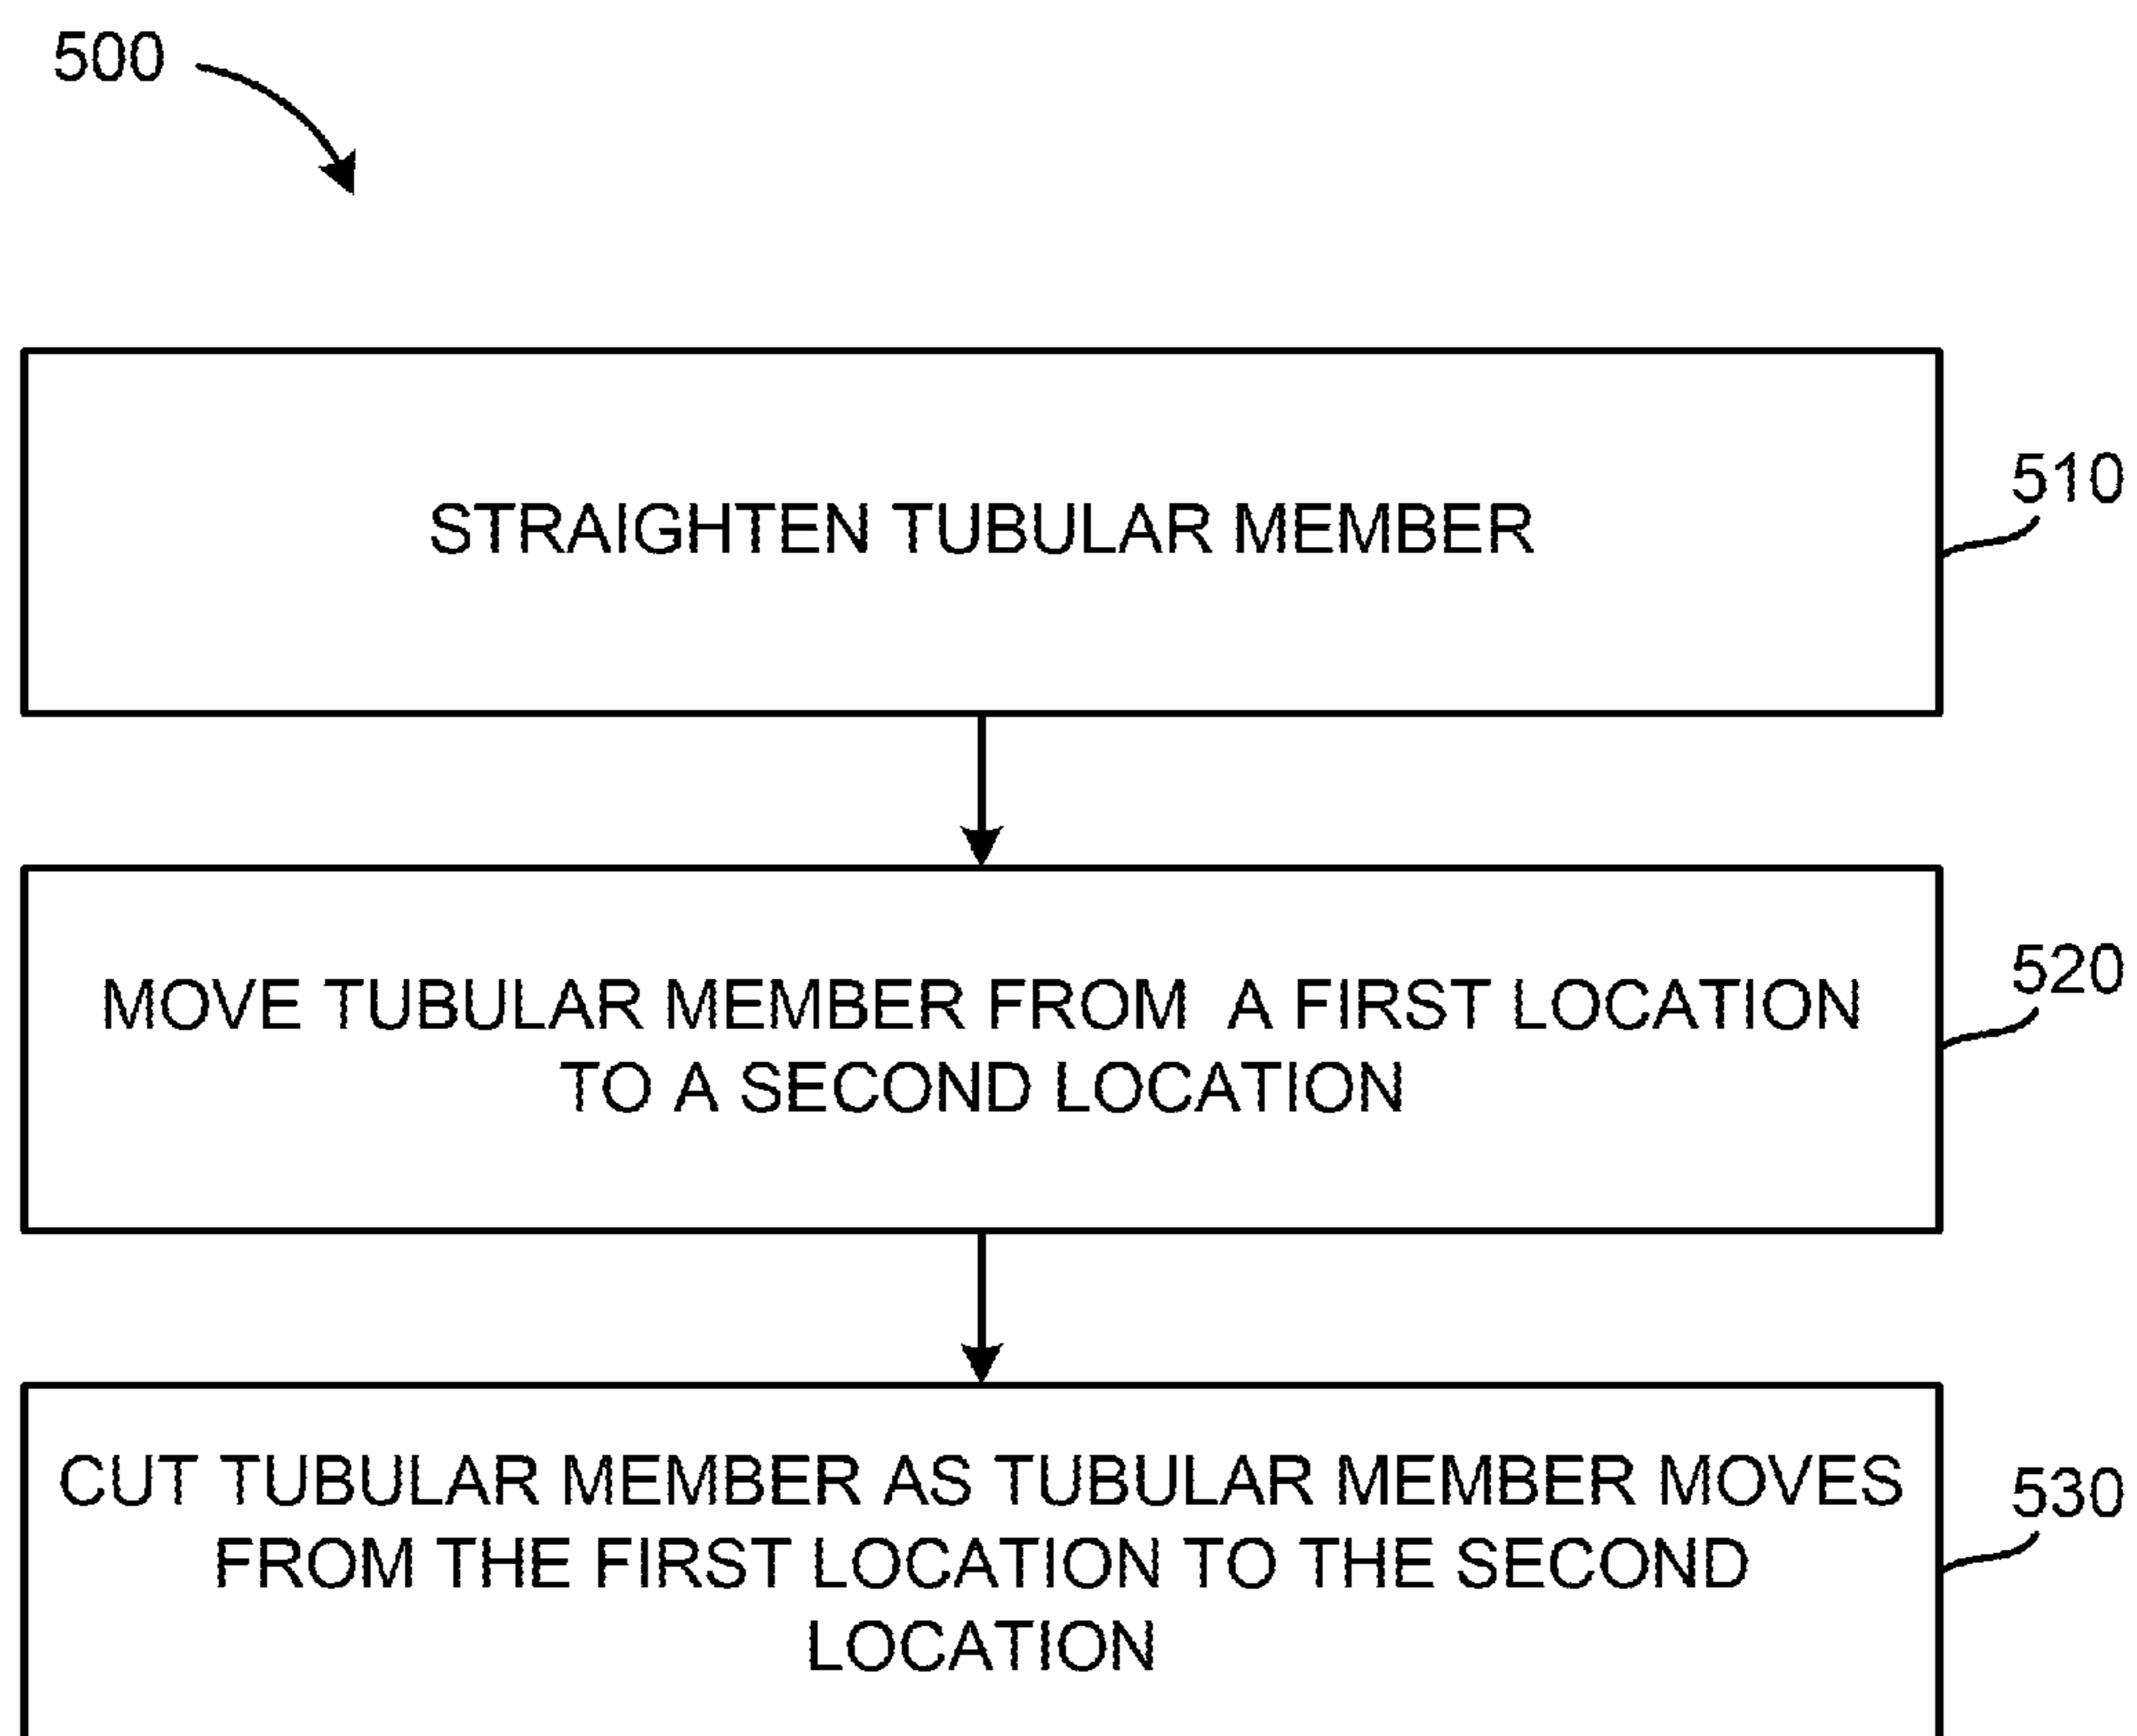 500
STRAIGHTEN TUBULAR MEMBER
510
MOVE TUBULAR MEMBER FROM A FIRST LOCATION
TO A SECOND LOCATION
520
CUT TUBULAR MEMBER AS TUBULAR MEMBER MOVES
FROM THE FIRST LOCATION TO THE SECOND
LOCATION
530